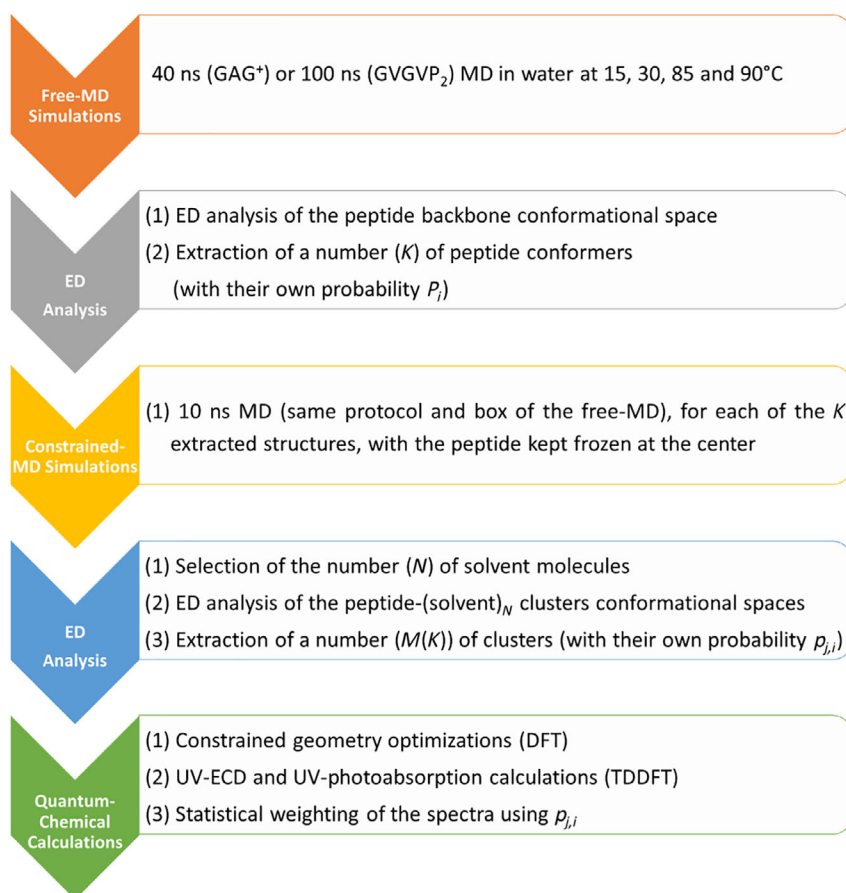 Free-MD
Simulations
40 ns (GAG⁺) or 100 ns (GVGVP₂) MD in water at 15, 30, 85 and 90°C
ED
Analysis
(1) ED analysis of the peptide backbone conformational space
(2) Extraction of a number (K) of peptide conformers
(with their own probability Pᵢ)
Constrained-
MD Simulations
(1) 10 ns MD (same protocol and box of the free-MD), for each of the K
extracted structures, with the peptide kept frozen at the center
ED
Analysis
(1) Selection of the number (N) of solvent molecules
(2) ED analysis of the peptide-(solvent)_N clusters conformational spaces
(3) Extraction of a number (M(K)) of clusters (with their own probability p_{j,i})
Quantum-
Chemical
Calculations
(1) Constrained geometry optimizations (DFT)
(2) UV-ECD and UV-photoabsorption calculations (TDDFT)
(3) Statistical weighting of the spectra using p_{j,i}